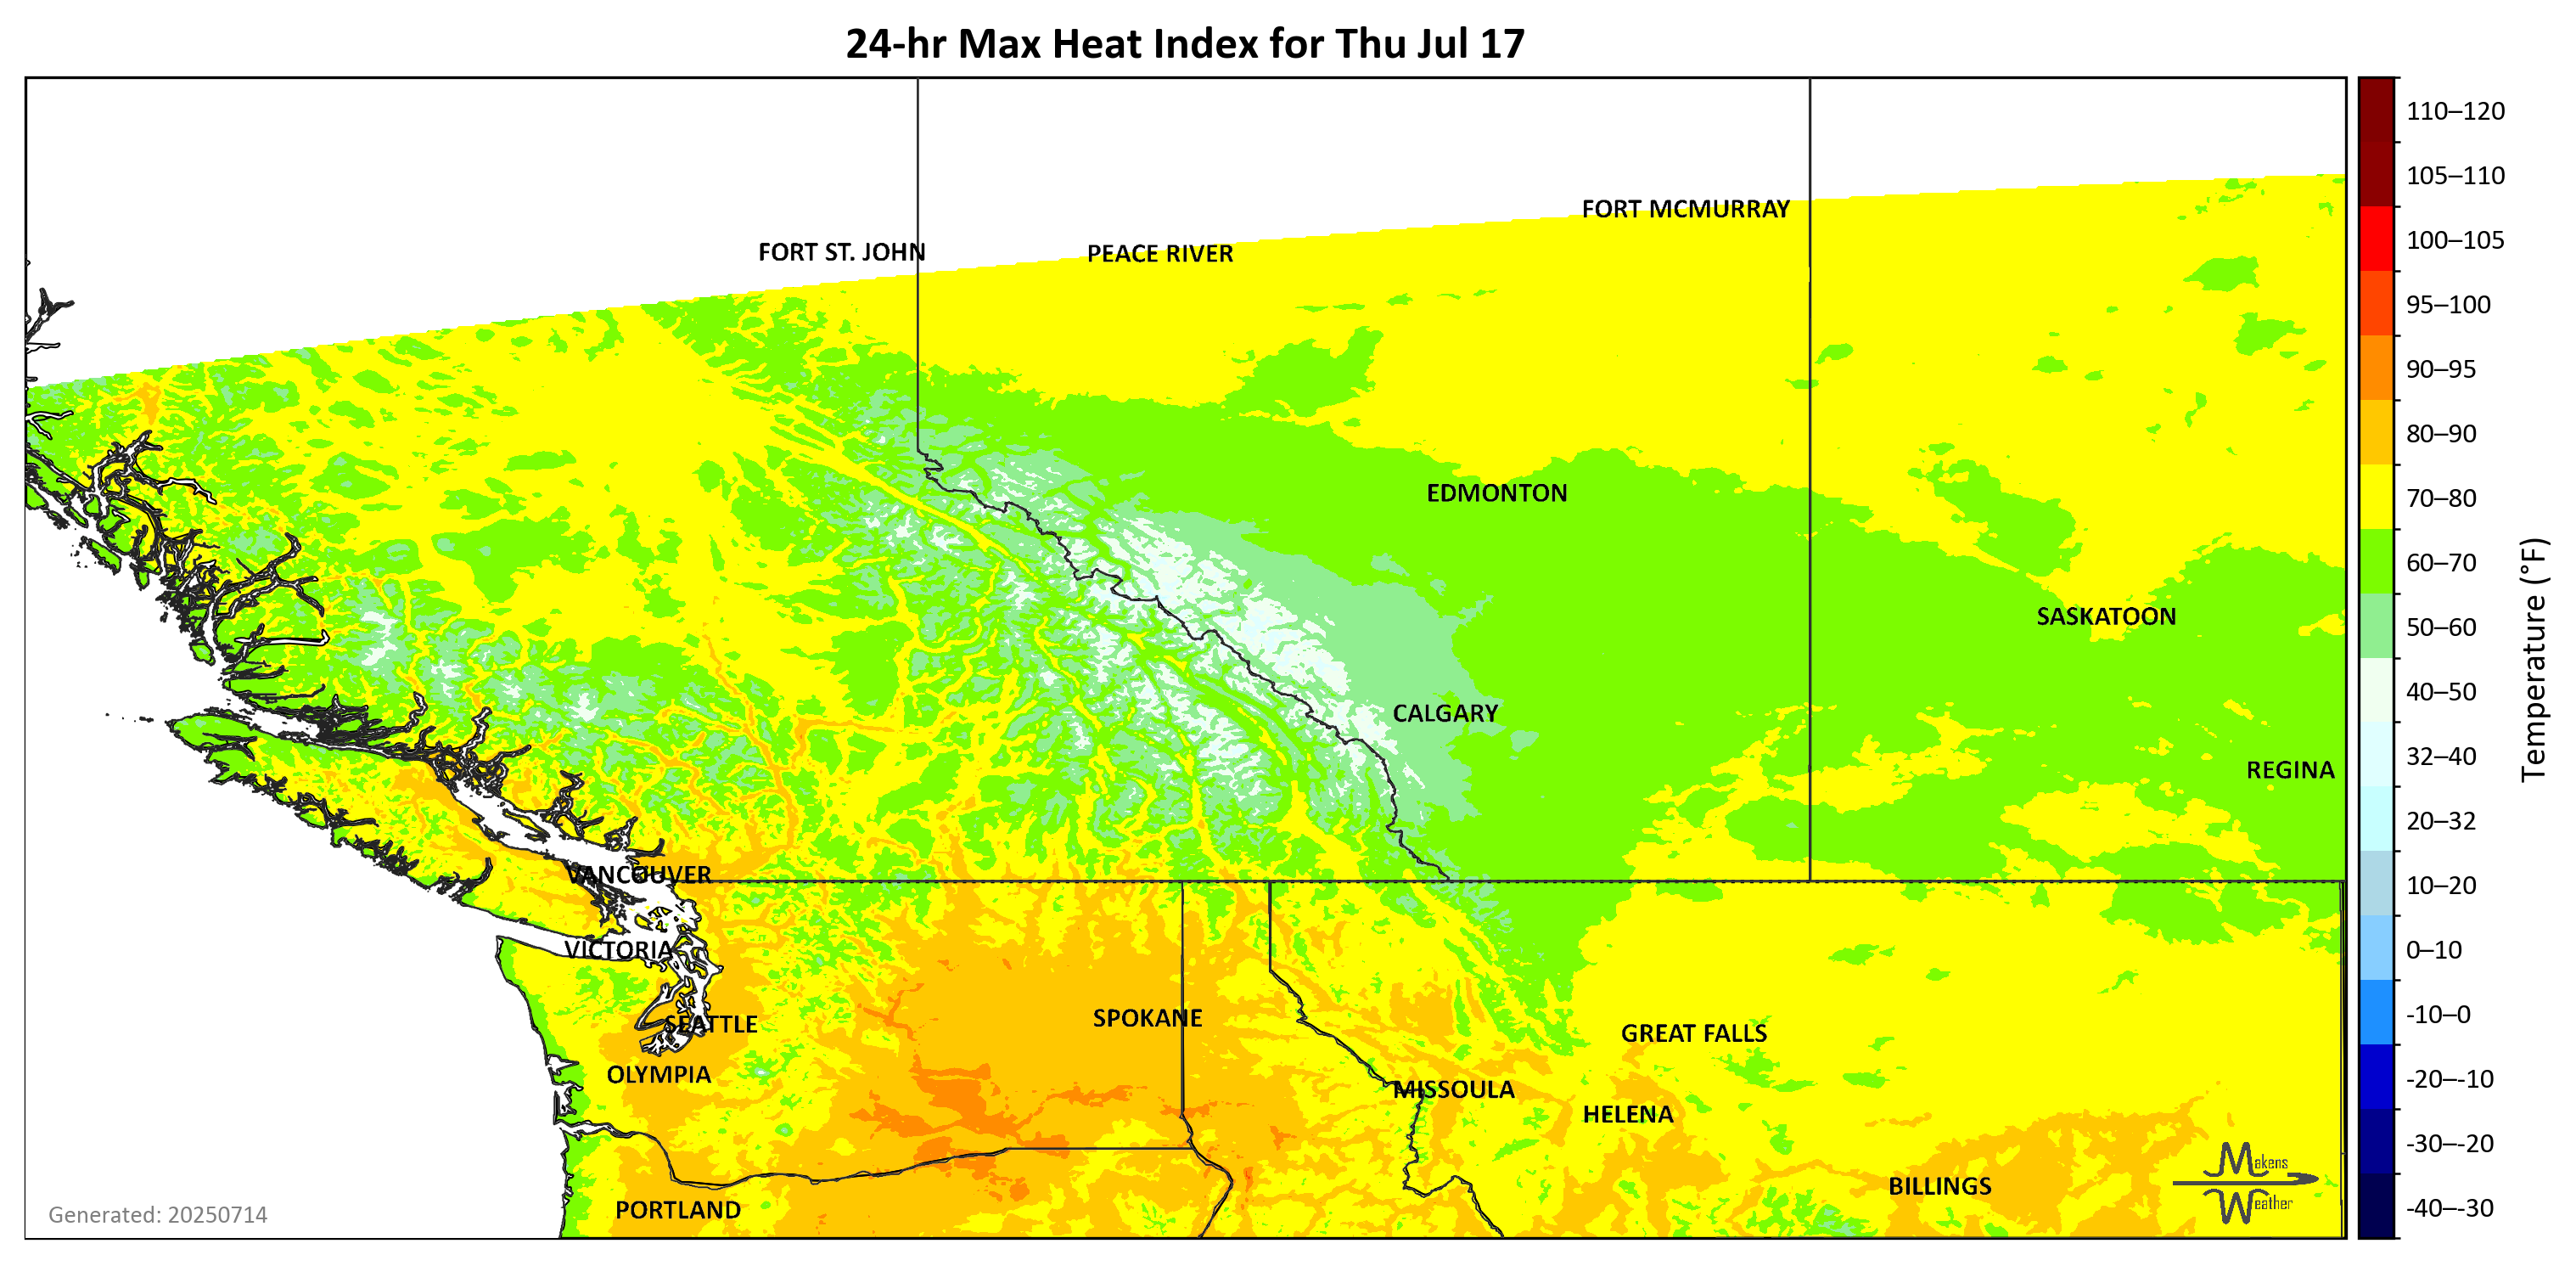 24-hr Max Heat Index for Thu Jul 17
FORT MCMURRAY
FORT ST. JOHN
PEACE RIVER
EDMONTON
SASKATOON
CALGARY
REGINA
VANCOUVER
VICTORIA
SEATTLE
SPOKANE
GREAT FALLS
OLYMPIA
MISSOULA
HELENA
BILLINGS
PORTLAND
Makens
Weather
Generated: 20250714
110–120
105–110
100–105
95–100
90–95
80–90
70–80
60–70
50–60
40–50
32–40
20–32
10–20
0–10
-10–0
-20–-10
-30–-20
-40–-30
Temperature (°F)